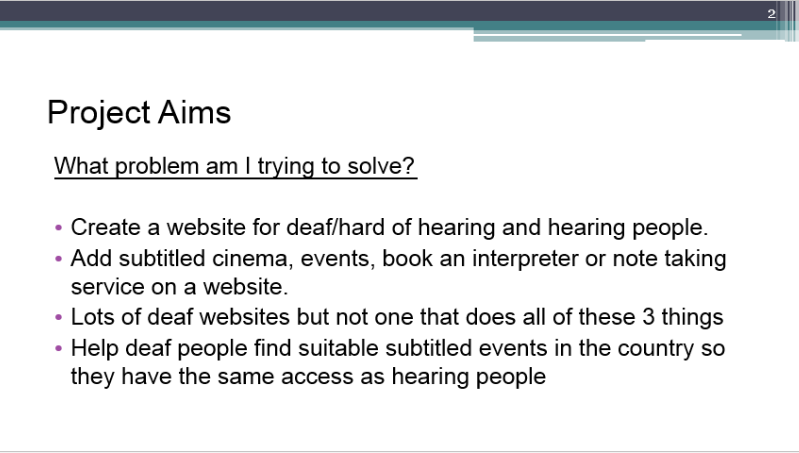 2
Project Aims
What problem am I trying to solve?
• Create a website for deaf/hard of hearing and hearing people.
• Add subtitled cinema, events, book an interpreter or note taking
service on a website.
• Lots of deaf websites but not one that does all of these 3 things
• Help deaf people find suitable subtitled events in the country so
they have the same access as hearing people